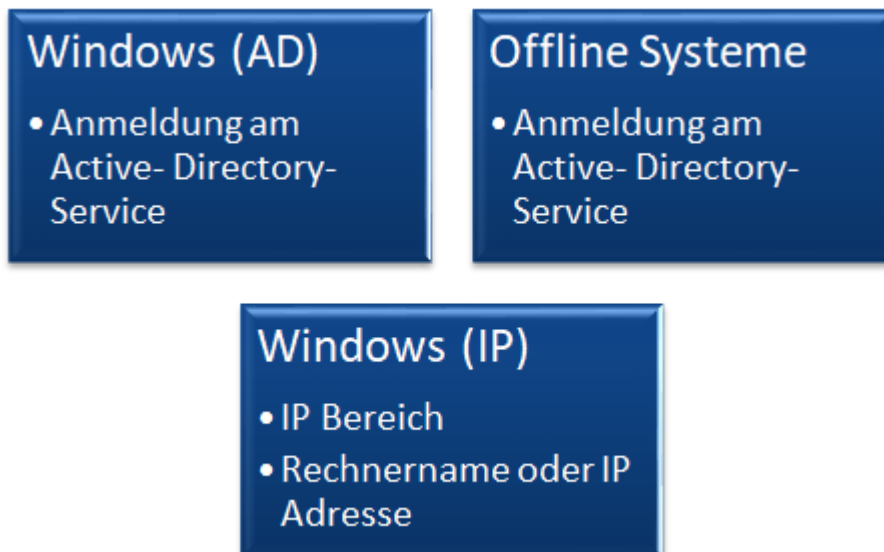 Windows (AD)
• Anmeldung am
Active- Directory-
Service
Offline Systeme
• Anmeldung am
Active- Directory-
Service
Windows (IP)
• IP Bereich
• Rechnername oder IP
Adresse